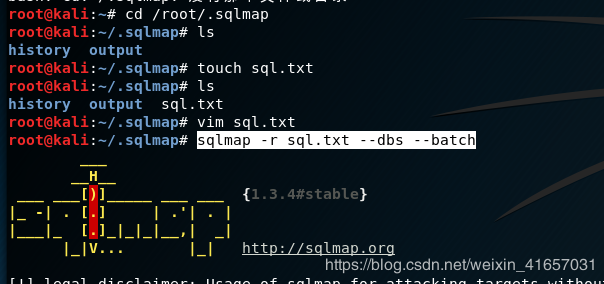 root@kali:~# cd /root/.sqlmap
root@kali:~/.sqlmap# ls
history  output
root@kali:~/.sqlmap# touch sql.txt
root@kali:~/.sqlmap# ls
history  output  sql.txt
root@kali:~/.sqlmap# vim sql.txt
root@kali:~/.sqlmap# sqlmap -r sql.txt --dbs --batch
        ___
       __H__
 ___ ___[)]_____ ___ ___  {1.3.4#stable}
|_ -| . [.]     | .'| . |
|___|_  [.]_|_|_|__,|  _|
      |_|V...       |_|   http://sqlmap.org
https://blog.csdn.net/weixin_41657031
[!] legal disclaimer: Usage of sqlmap for attacking targets withou